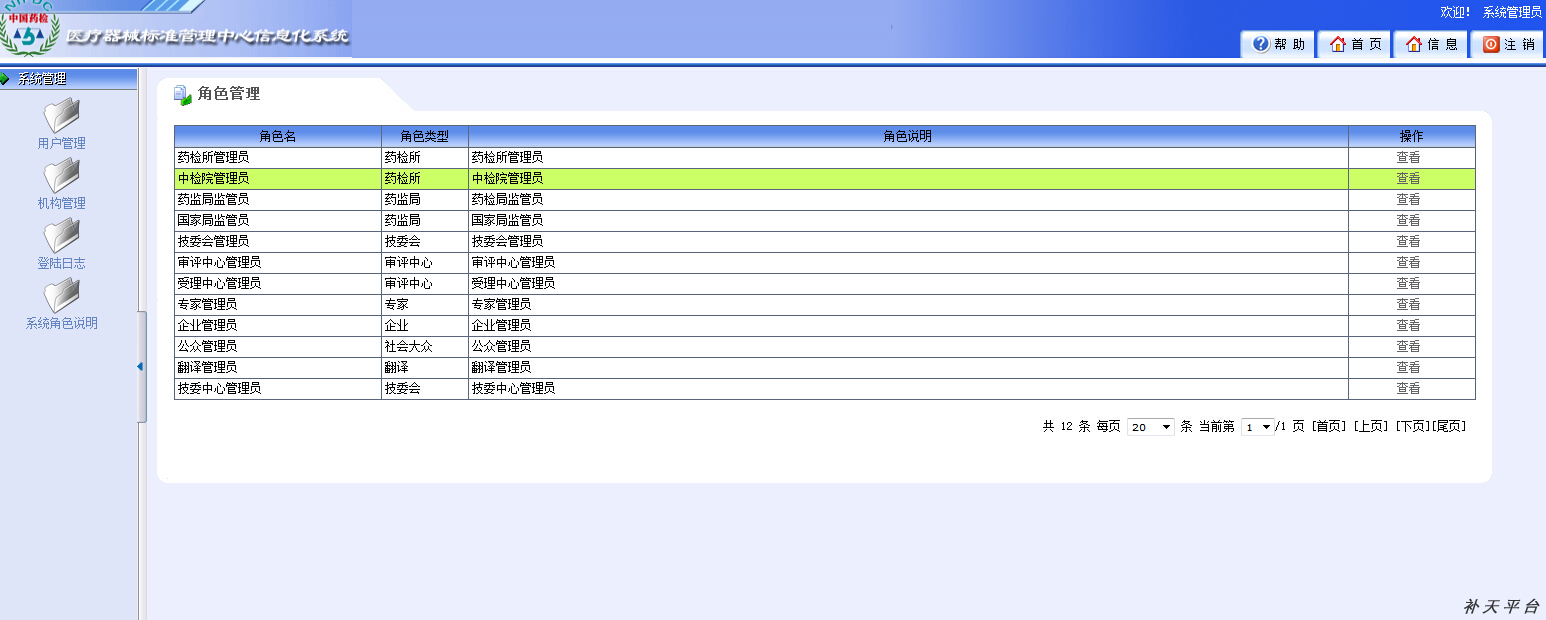 欢迎! 系统管理员
NIFDC
中国药检
医疗器械标准管理中心信息化系统
帮 助 首 页 信 息 注 销
系统管理
用户管理
机构管理
登陆日志
系统角色说明
角色管理
角色名 角色类型 角色说明 操作
药检所管理员 药检所 药检所管理员 查看
中检院管理员 药检所 中检院管理员 查看
药监局监管员 药监局 药检局监管员 查看
国家局监管员 药监局 国家局监管员 查看
技委会管理员 技委会 技委会管理员 查看
审评中心管理员 审评中心 审评中心管理员 查看
受理中心管理员 审评中心 受理中心管理员 查看
专家管理员 专家 专家管理员 查看
企业管理员 企业 企业管理员 查看
公众管理员 社会大众 公众管理员 查看
翻译管理员 翻译 翻译管理员 查看
技委中心管理员 技委会 技委中心管理员 查看
共 12 条 每页 20 条 当前第 1 /1 页 [首页] [上页] [下页][尾页]
补天平台